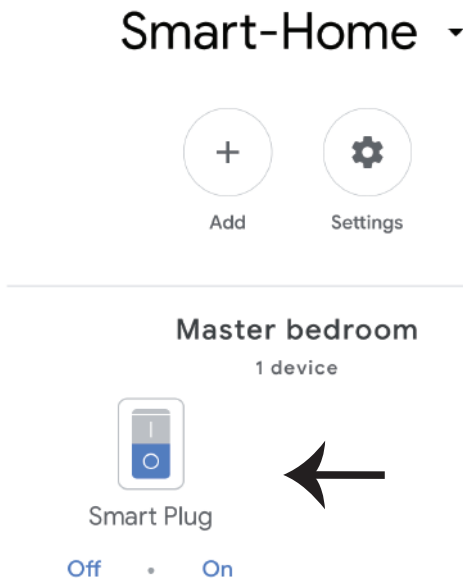 Smart-Home
Add Settings
Master bedroom
1 device
Smart Plug
Off • On